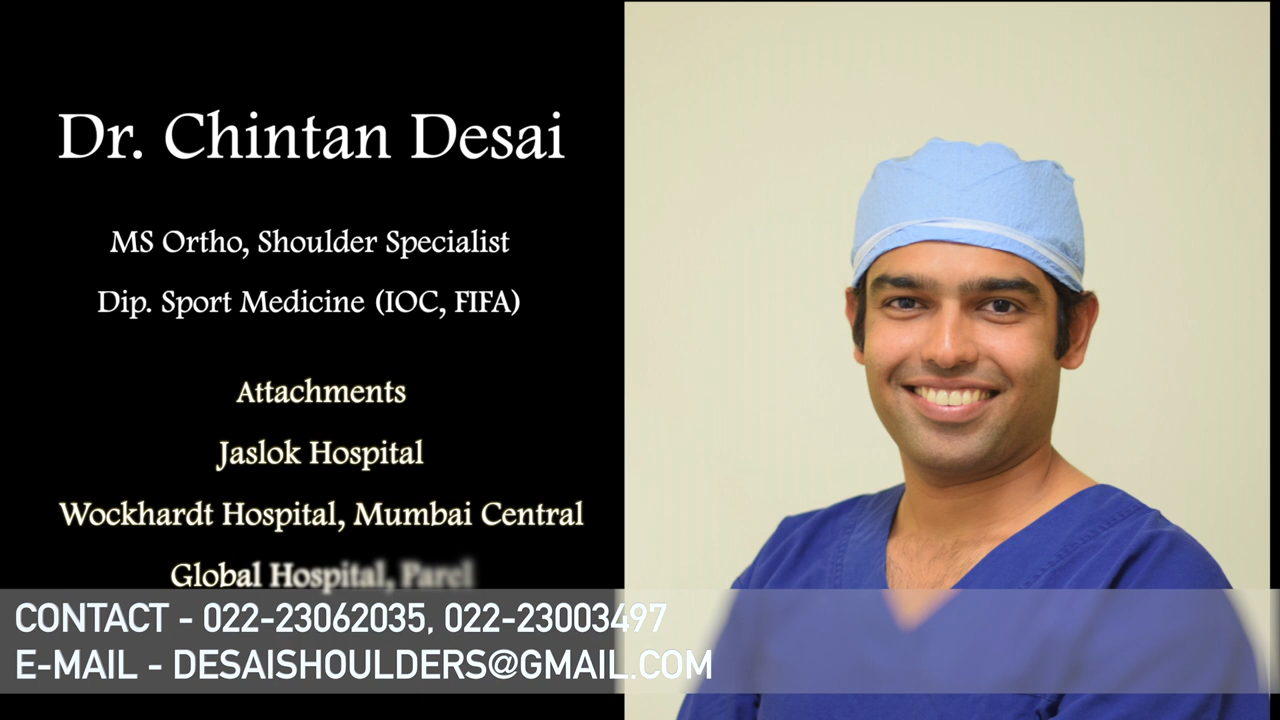 Dr. Chintan Desai
MS Ortho, Shoulder Specialist
Dip. Sport Medicine (IOC, FIFA)
Attachments
Jaslok Hospital
Wockhardt Hospital, Mumbai Central
Global Hospital, Parel
CONTACT - 022-23062035, 022-23003497
E-MAIL - DESAISHOULDERS@GMAIL.COM